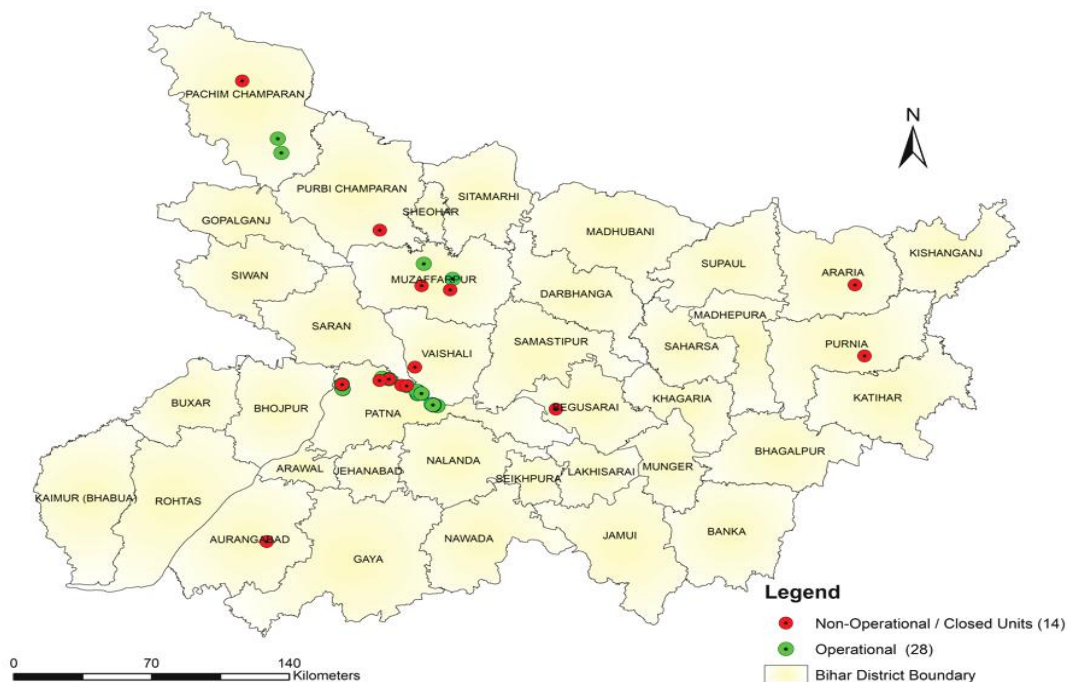 PACHIM CHAMPARAN
N
PURBI CHAMPARAN
SITAMARHI
SHEOHAR
GOPALGANJ
MADHUBANI
KISHANGANJ
SUPAUL
ARARIA
SIWAN
MUZAFFARPUR
DARBHANGA
MADHEPURA
SARAN
SAMASTIPUR
SAHARSA
PURNIA
VAISHALI
BUXAR
BHOJPUR
PATNA
BEGUSARAI
KHAGARIA
KATIHAR
BHAGALPUR
NALANDA
ARAWAL
JEHANABAD
SEIKHPURA
LAKHISARAI
MUNGER
KAIMUR (BHABUA)
ROHTAS
AURANGABAD
GAYA
NAWADA
JAMUI
BANKA
Legend
Non-Operational / Closed Units (14)
Operational (28)
Bihar District Boundary
0 70 140
Kilometers